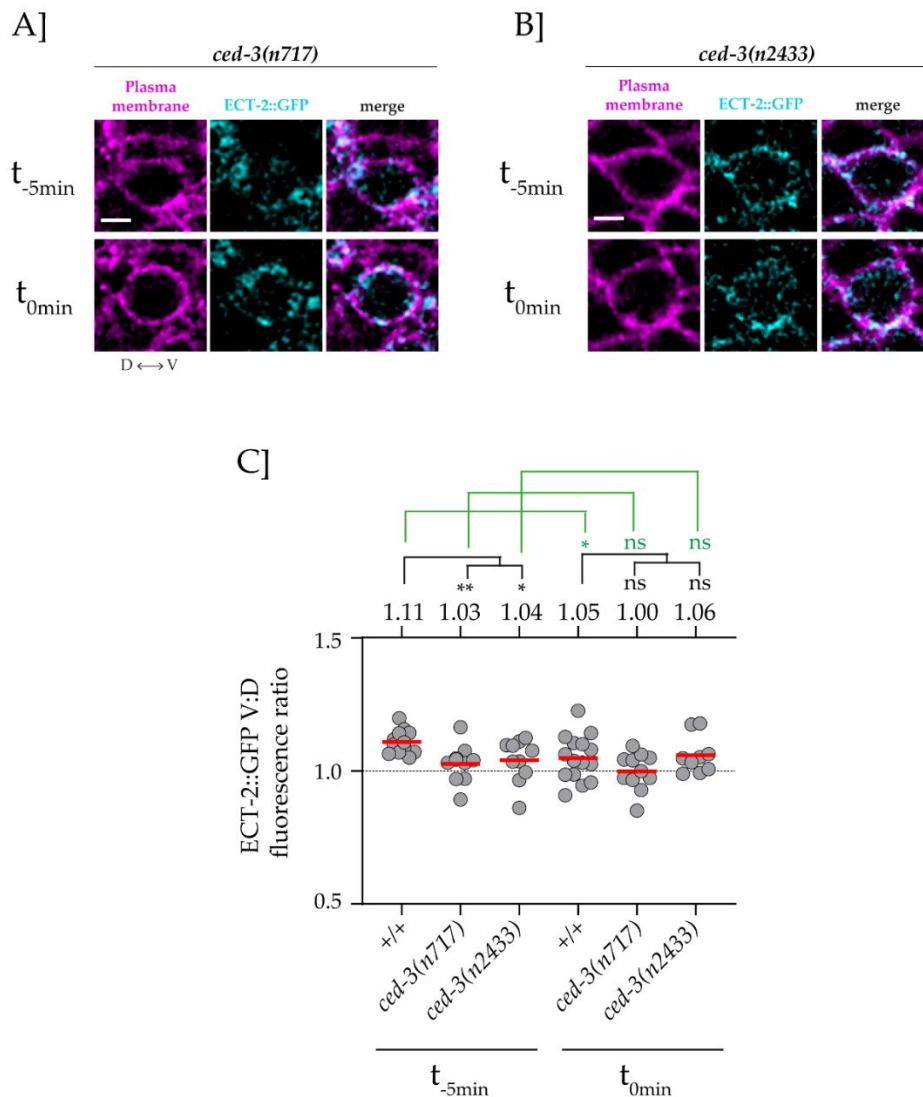 A]
ced-3(n717)
Plasma membrane
ECT-2::GFP
merge
t-5min
t0min
D ⟷ V
B]
ced-3(n2433)
Plasma membrane
ECT-2::GFP
merge
t-5min
t0min
C]
* ns ns
** * ns ns
1.11 1.03 1.04 1.05 1.00 1.06
ECT-2::GFP V:D
fluorescence ratio
1.5
1.0
0.5
+/+ ced-3(n717) ced-3(n2433) +/+ ced-3(n717) ced-3(n2433)
t-5min t0min